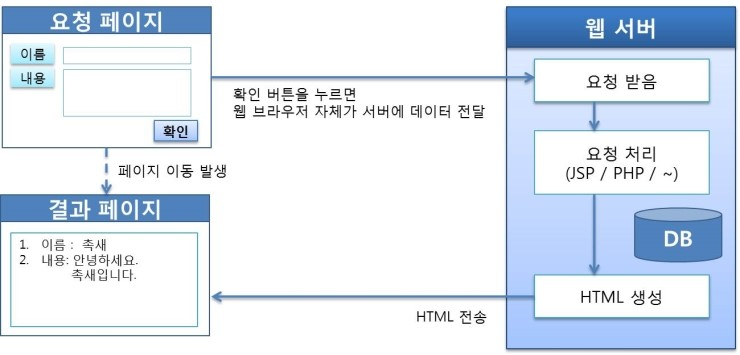 요청 페이지
이름
내용
확인
페이지 이동 발생
결과 페이지
1. 이름 : 촉새
2. 내용: 안녕하세요.
촉새입니다.
확인 버튼을 누르면
웹 브라우저 자체가 서버에 데이터 전달
HTML 전송
웹 서버
요청 받음
요청 처리
(JSP / PHP / ~)
DB
HTML 생성